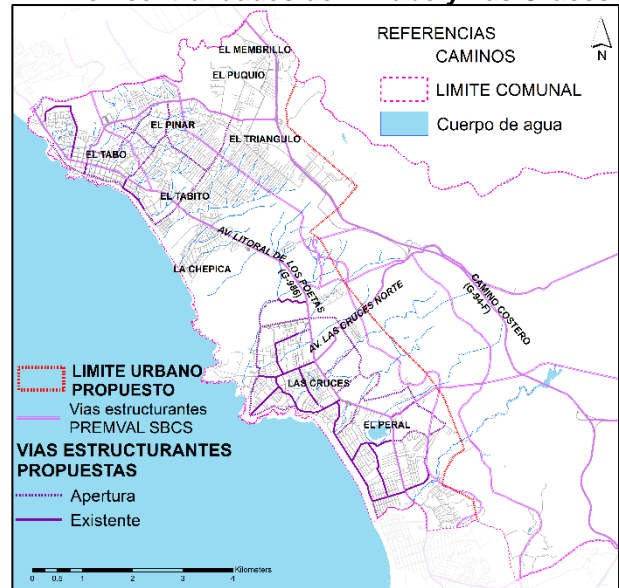 REFERENCIAS
CAMINOS
N
LIMITE COMUNAL
Cuerpo de agua
EL MEMBRILLO
EL PUQUIO
EL PINAR
EL TRIANGULO
EL TABO
EL TABITO
AV. LITORAL DE LOS POETAS
(G-986)
LA CHEPICA
CAMINO COSTERO
(G-94-F)
AV. LAS CRUCES NORTE
LAS CRUCES
EL PERAL
LIMITE URBANO
PROPUESTO
Vias estructurantes
PREMVAL SBCS
VIAS ESTRUCTURANTES
PROPUESTAS
Apertura
Existente
0 0.5 1 2 3 4
Kilometers